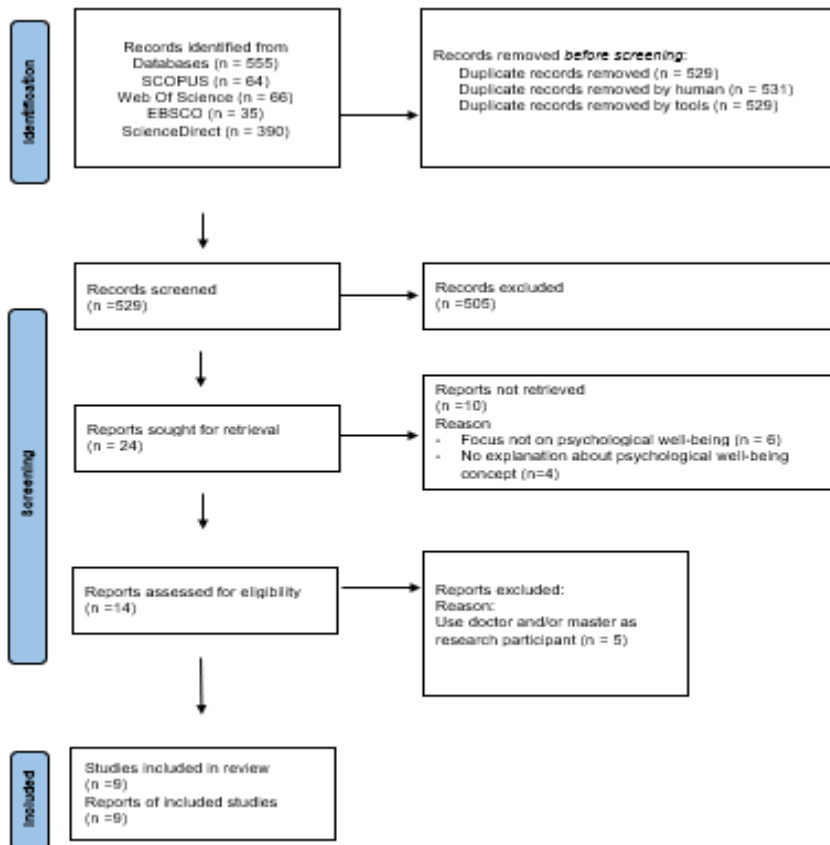 Identification
Records identified from
Databases (n = 555)
SCOPUS (n = 64)
Web Of Science (n = 66)
EBSCO (n = 35)
ScienceDirect (n = 390)
Records removed before screening:
Duplicate records removed (n = 529)
Duplicate records removed by human (n = 531)
Duplicate records removed by tools (n = 529)
Screening
Records screened
(n =529)
Records excluded
(n =505)
Reports sought for retrieval
(n = 24)
Reports not retrieved
(n =10)
Reason
- Focus not on psychological well-being (n = 6)
- No explanation about psychological well-being
concept (n=4)
Reports assessed for eligibility
(n =14)
Reports excluded:
Reason:
Use doctor and/or master as
research participant (n = 5)
Included
Studies included in review
(n =9)
Reports of included studies
(n =9)